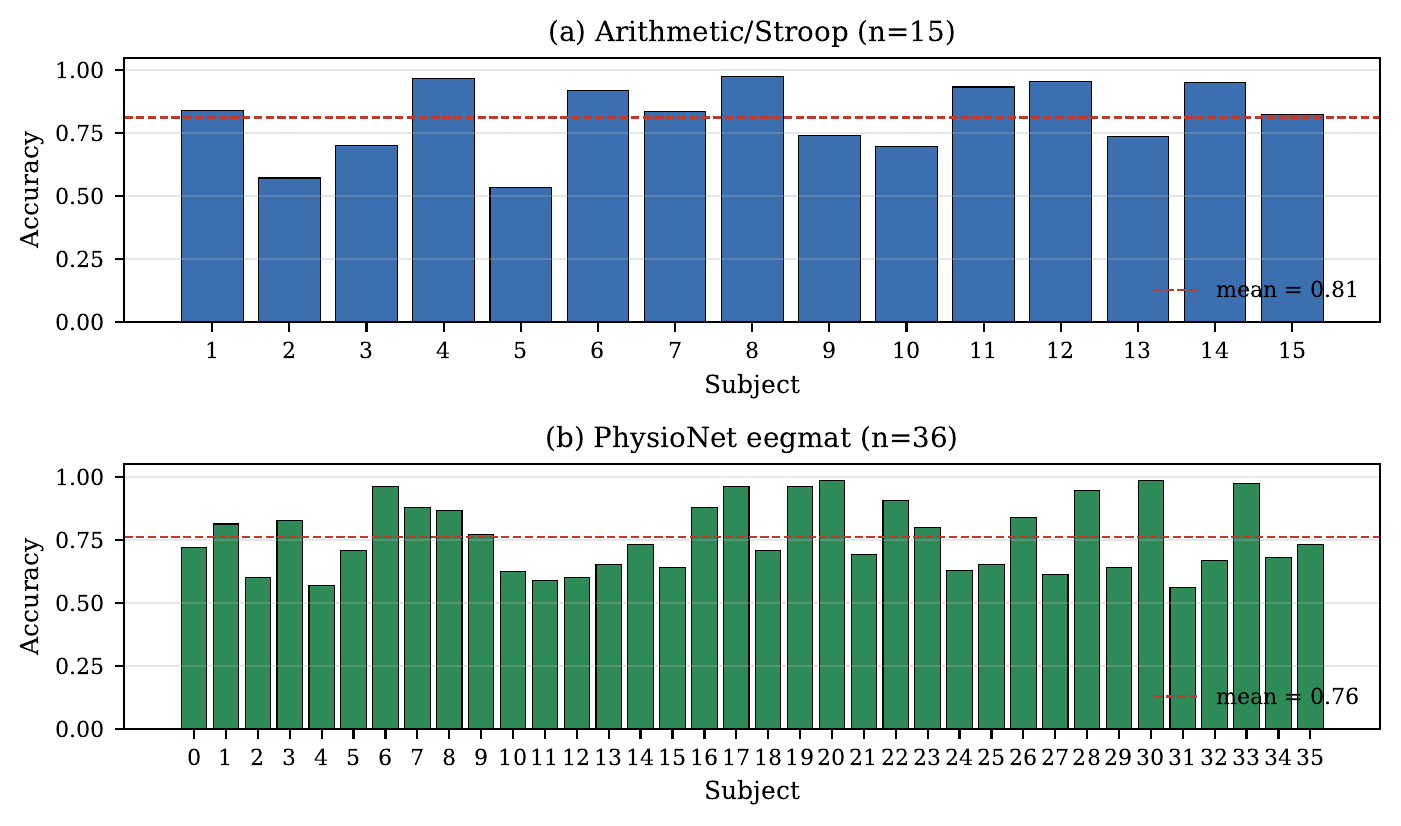 (a) Arithmetic/Stroop (n=15)
1.00
0.75
0.50
0.25
0.00
Accuracy
mean = 0.81
1 2 3 4 5 6 7 8 9 10 11 12 13 14 15
Subject
(b) PhysioNet eegmat (n=36)
1.00
0.75
0.50
0.25
0.00
Accuracy
mean = 0.76
0 1 2 3 4 5 6 7 8 9 10 11 12 13 14 15 16 17 18 19 20 21 22 23 24 25 26 27 28 29 30 31 32 33 34 35
Subject